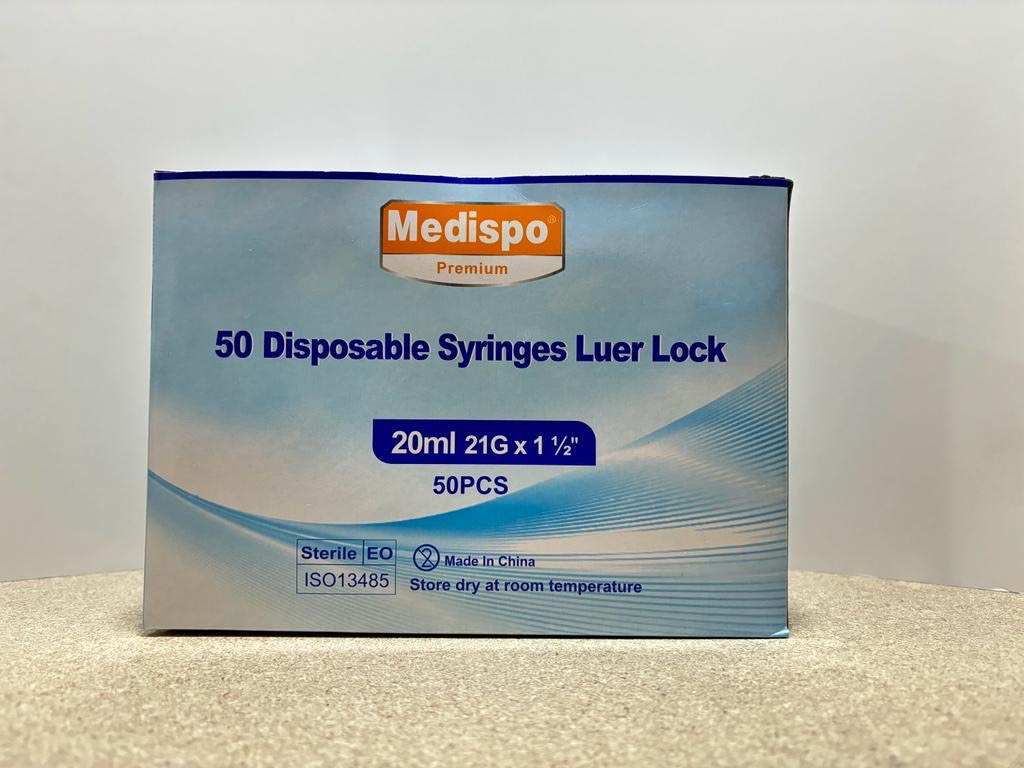 Medispo®
Premium
50 Disposable Syringes Luer Lock
20ml 21G x 1 ½"
50PCS
Sterile EO
ISO13485
2 Made In China
Store dry at room temperature